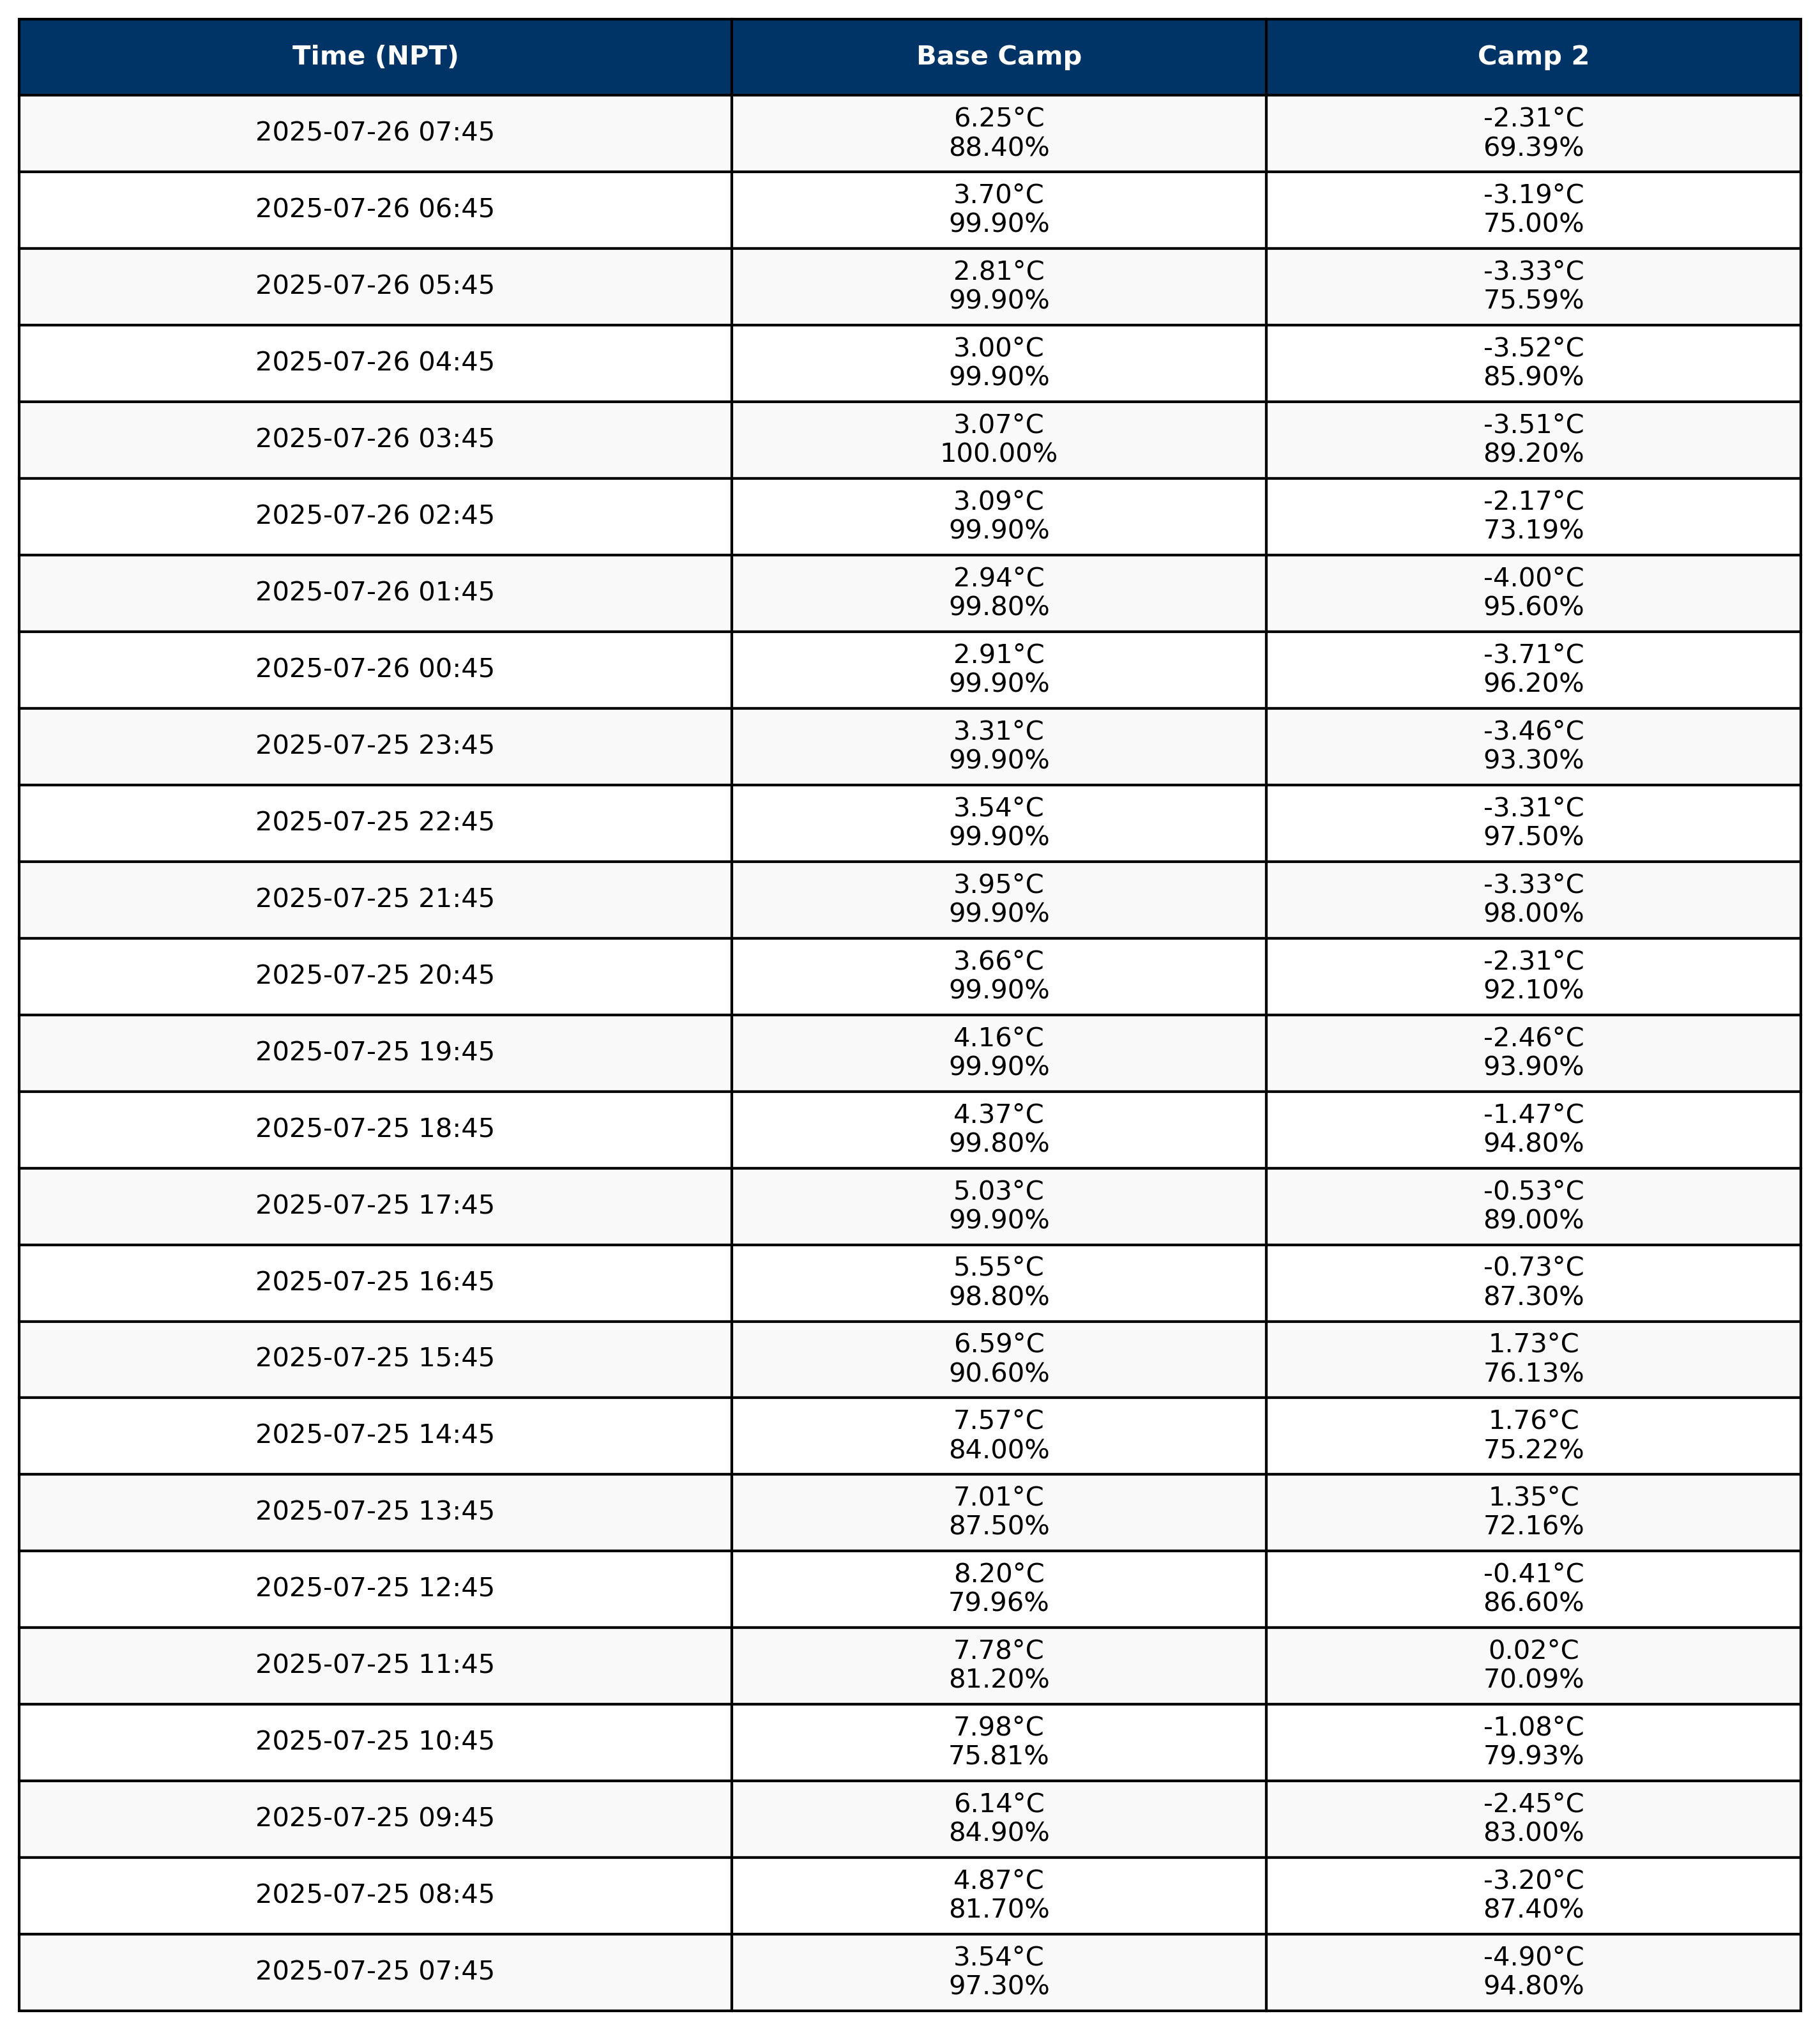 Time (NPT) Base Camp Camp 2
2025-07-26 07:45 6.25°C 88.40% -2.31°C 69.39%
2025-07-26 06:45 3.70°C 99.90% -3.19°C 75.00%
2025-07-26 05:45 2.81°C 99.90% -3.33°C 75.59%
2025-07-26 04:45 3.00°C 99.90% -3.52°C 85.90%
2025-07-26 03:45 3.07°C 100.00% -3.51°C 89.20%
2025-07-26 02:45 3.09°C 99.90% -2.17°C 73.19%
2025-07-26 01:45 2.94°C 99.80% -4.00°C 95.60%
2025-07-26 00:45 2.91°C 99.90% -3.71°C 96.20%
2025-07-25 23:45 3.31°C 99.90% -3.46°C 93.30%
2025-07-25 22:45 3.54°C 99.90% -3.31°C 97.50%
2025-07-25 21:45 3.95°C 99.90% -3.33°C 98.00%
2025-07-25 20:45 3.66°C 99.90% -2.31°C 92.10%
2025-07-25 19:45 4.16°C 99.90% -2.46°C 93.90%
2025-07-25 18:45 4.37°C 99.80% -1.47°C 94.80%
2025-07-25 17:45 5.03°C 99.90% -0.53°C 89.00%
2025-07-25 16:45 5.55°C 98.80% -0.73°C 87.30%
2025-07-25 15:45 6.59°C 90.60% 1.73°C 76.13%
2025-07-25 14:45 7.57°C 84.00% 1.76°C 75.22%
2025-07-25 13:45 7.01°C 87.50% 1.35°C 72.16%
2025-07-25 12:45 8.20°C 79.96% -0.41°C 86.60%
2025-07-25 11:45 7.78°C 81.20% 0.02°C 70.09%
2025-07-25 10:45 7.98°C 75.81% -1.08°C 79.93%
2025-07-25 09:45 6.14°C 84.90% -2.45°C 83.00%
2025-07-25 08:45 4.87°C 81.70% -3.20°C 87.40%
2025-07-25 07:45 3.54°C 97.30% -4.90°C 94.80%